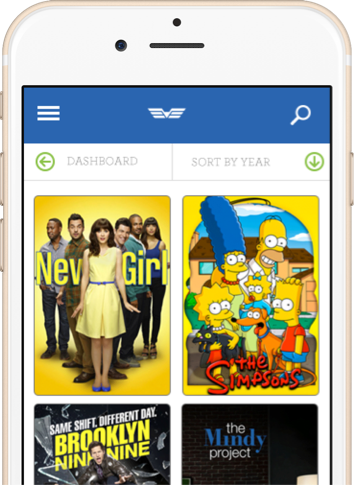 DASHBOARD
SORT BY YEAR
New Girl
the
Simpsons
SAME SHIFT. DIFFERENT DAY.
BROOKLYN
NINE-NINE
the
Mindy
project